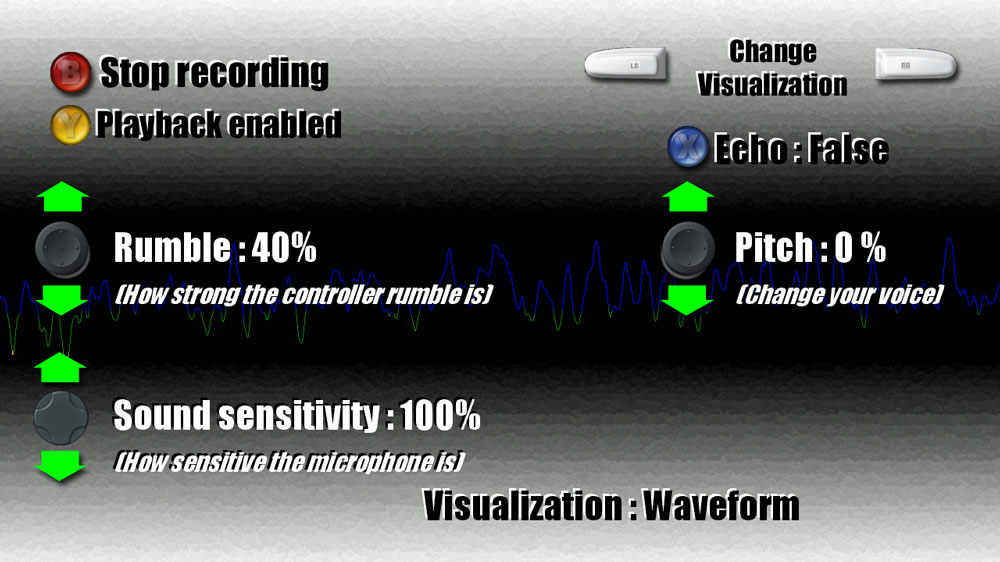 B Stop recording
Y Playback enabled
LB
Change
Visualization
RB
X Echo : False
Rumble : 40%
(How strong the controller rumble is)
Pitch : 0 %
(Change your voice)
Sound sensitivity : 100%
(How sensitive the microphone is)
Visualization : Waveform